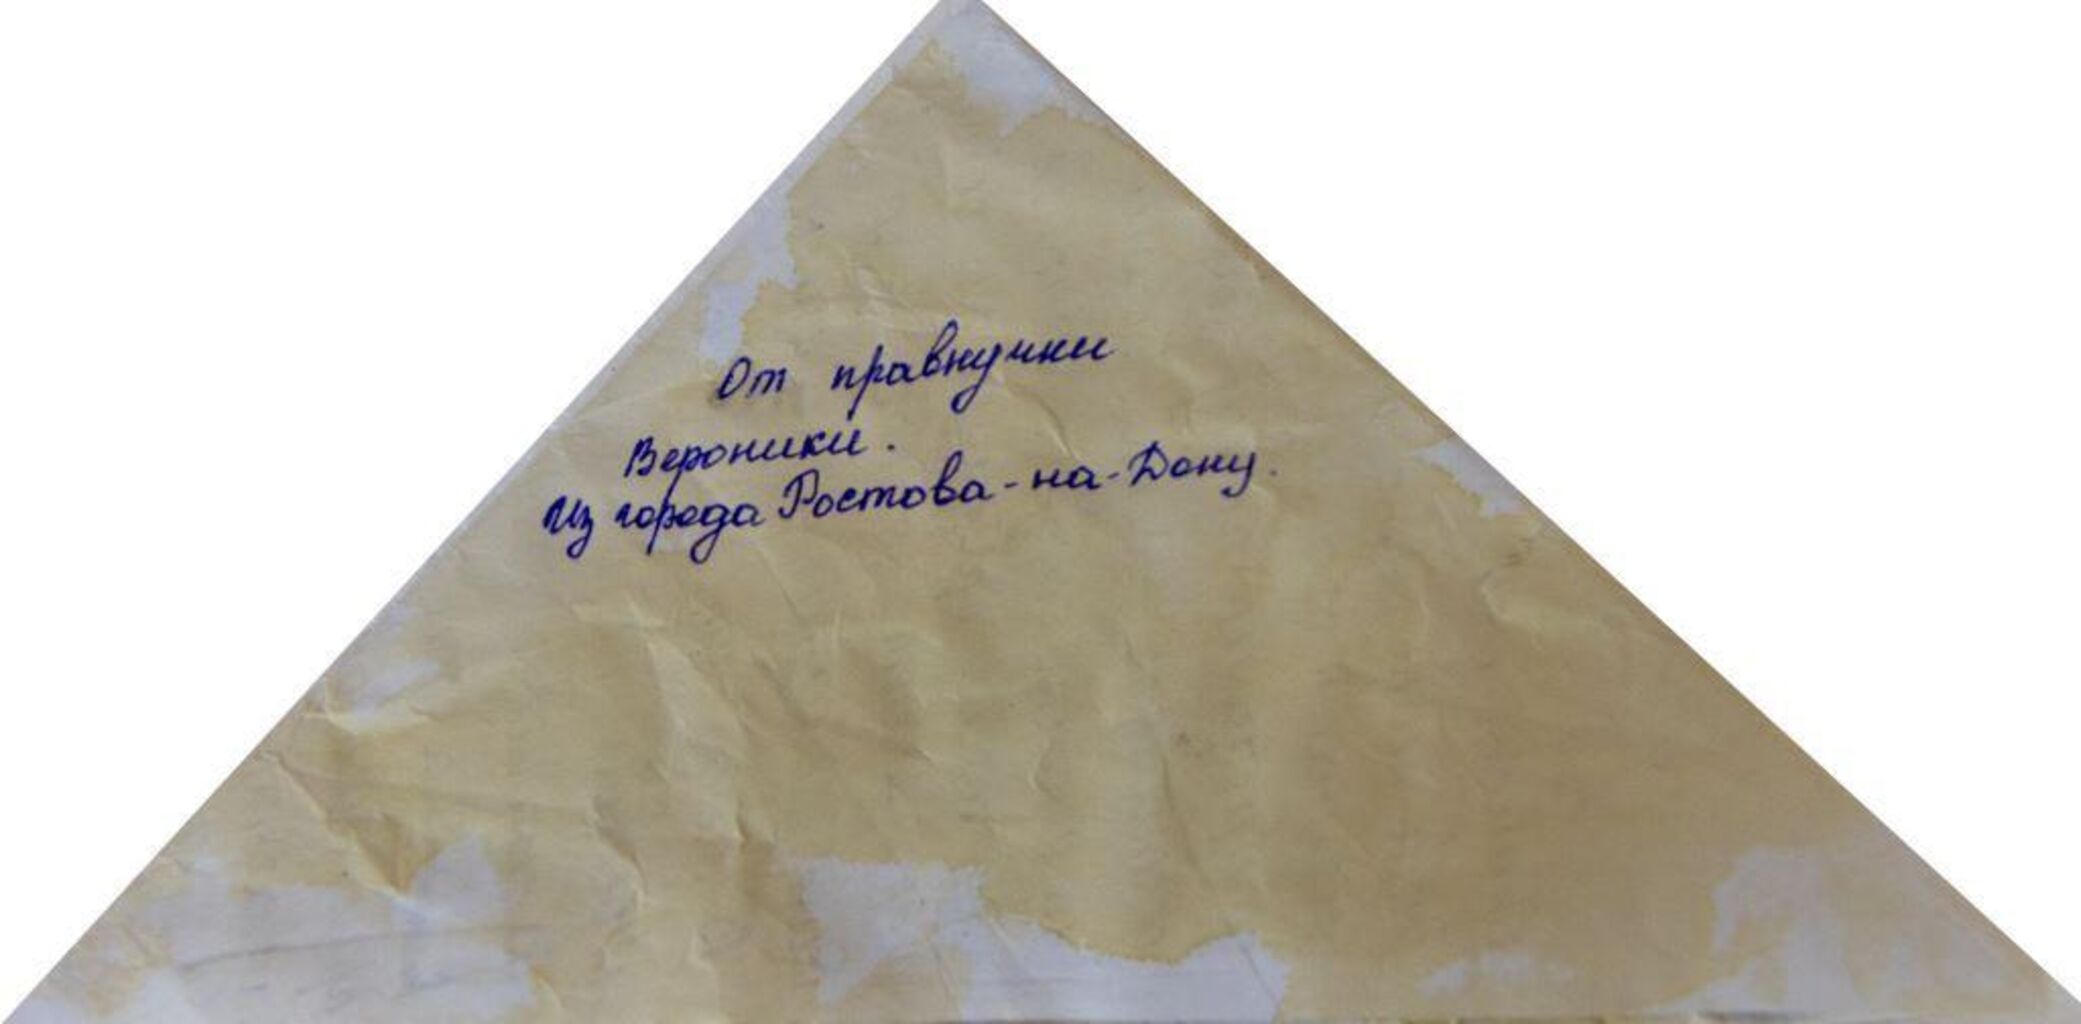 От правнучки
Вероники.
Из города Ростова-на-Дону.